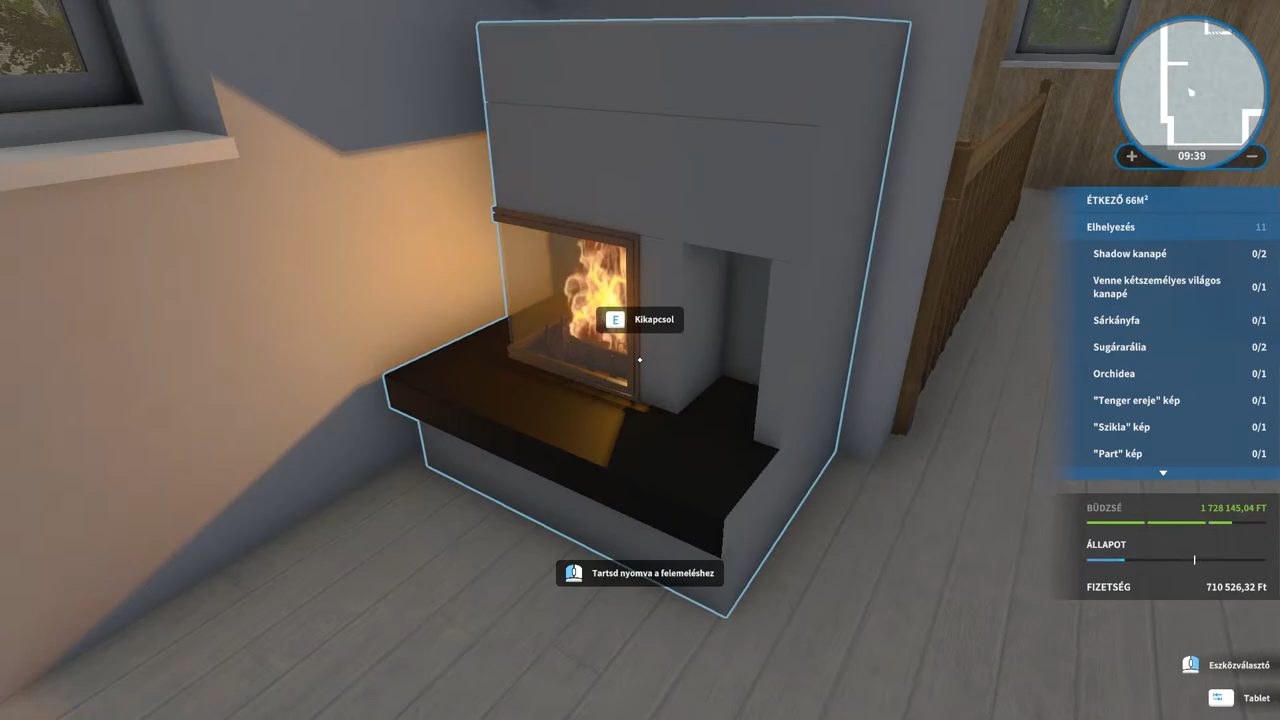 09:39
ÉTKEZŐ 66M²
Elhelyezés 11
Shadow kanapé 0/2
Venne kétszemélyes világos
kanapé 0/1
Sárkányfa 0/1
Sugárarália 0/2
Orchidea 0/1
"Tenger ereje" kép 0/1
"Szikla" kép 0/1
"Part" kép 0/1
E Kikapcsol
BÜDZSÉ 1 728 145,04 FT
ÁLLAPOT
Tartsd nyomva a felemeléshez
FIZETSÉG 710 526,32 Ft
Eszközválasztó
Tablet